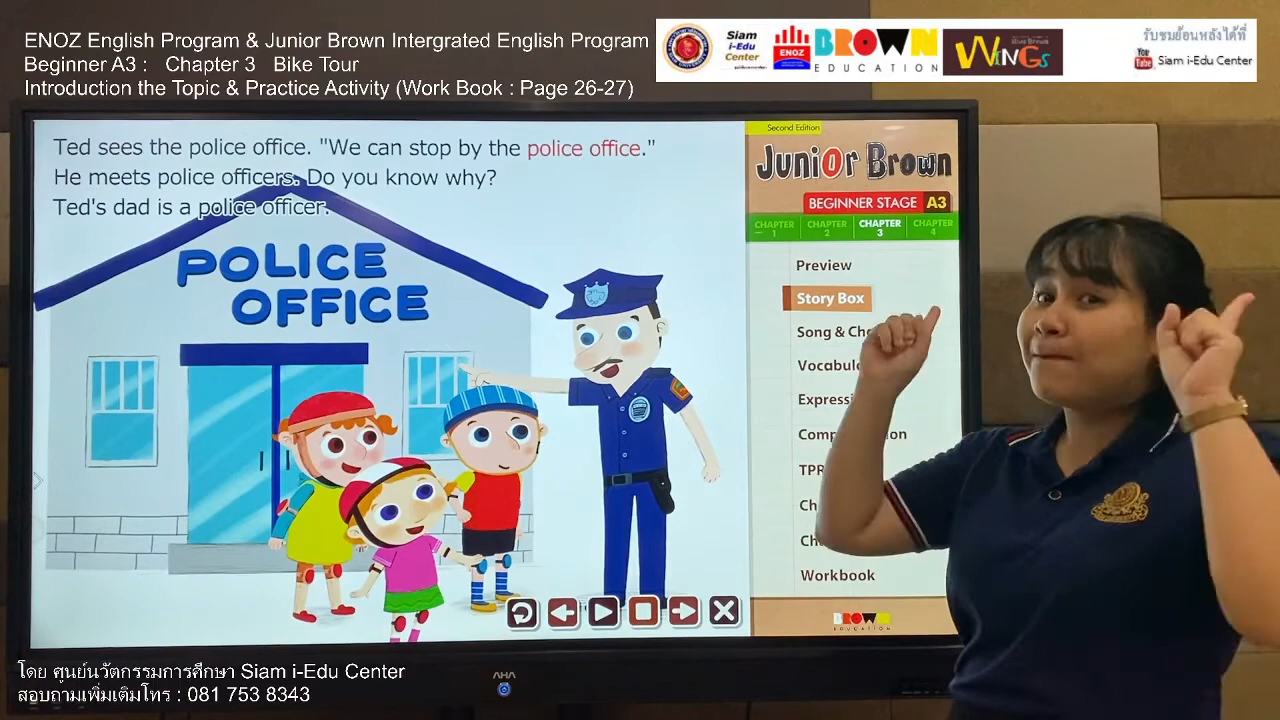 ENOZ English Program & Junior Brown Intergrated English Program
Beginner A3 : Chapter 3 Bike Tour
Introduction the Topic & Practice Activity (Work Book : Page 26-27)
Siam
i-Edu
Center
ENOZ
BROWN
EDUCATION
WiNGs
รับชมย้อนหลังได้ที่
You
Tube
Siam i-Edu Center
Ted sees the police office. "We can stop by the police office."
He meets police officers. Do you know why?
Ted's dad is a police officer.
POLICE
OFFICE
Second Edition
Junior Brown
BEGINNER STAGE A3
CHAPTER 1
CHAPTER 2
CHAPTER 3
CHAPTER 4
Preview
Story Box
Song & Ch
Vocabul
Expressi
Comp
on
TPR
Ch
Ch
Workbook
BROWN
EDUCATION
AHA
โดย ศูนย์นวัตกรรมการศึกษา Siam i-Edu Center
สอบถามเพิ่มเติมโทร : 081 753 8343